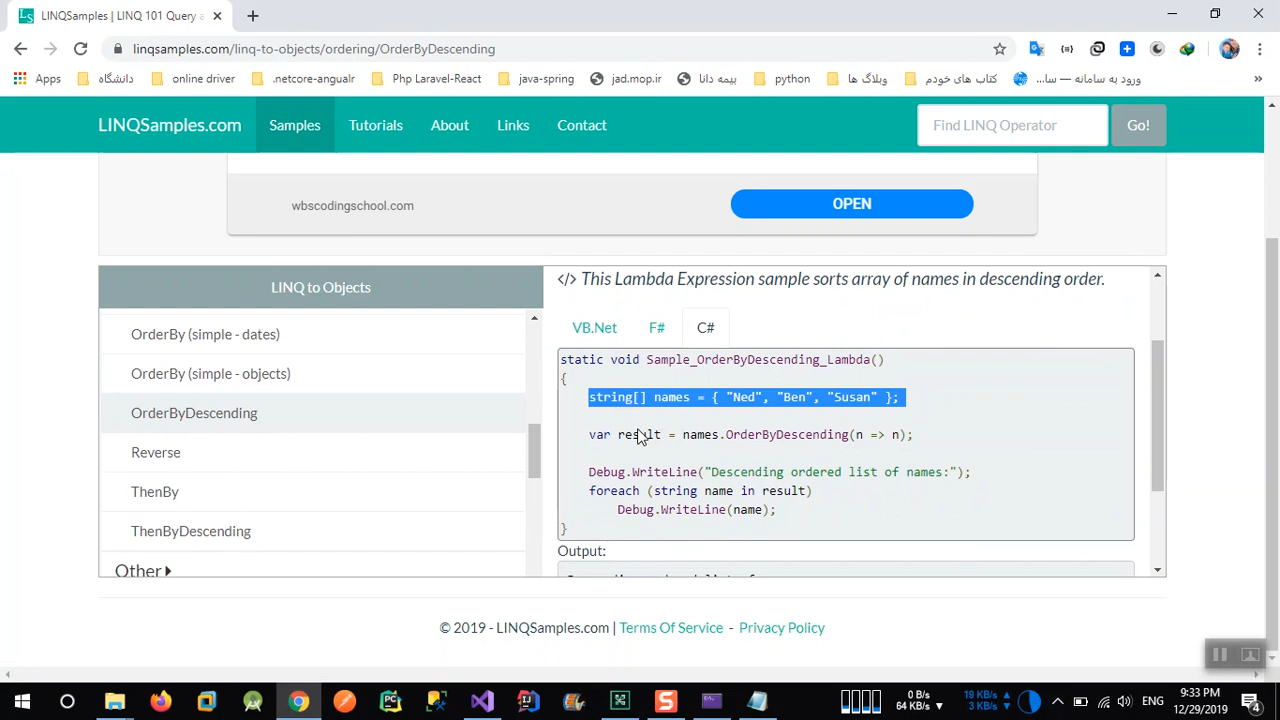 LINQSamples | LINQ 101 Query
linqsamples.com/linq-to-objects/ordering/OrderByDescending
Apps دانشگاه online driver .netcore-angualr Php Laravel-React java-spring jad.mop.ir بیمه دانا python وبلاگ ها کتاب های خودم ورود به سامانه — سا... »
LINQSamples.com Samples Tutorials About Links Contact Find LINQ Operator Go!
wbscodingschool.com OPEN
LINQ to Objects
OrderBy (simple - dates)
OrderBy (simple - objects)
OrderByDescending
Reverse
ThenBy
ThenByDescending
Other
</> This Lambda Expression sample sorts array of names in descending order.
VB.Net F# C#
static void Sample_OrderByDescending_Lambda()
{
string[] names = { "Ned", "Ben", "Susan" };
var result = names.OrderByDescending(n => n);
Debug.WriteLine("Descending ordered list of names:");
foreach (string name in result)
Debug.WriteLine(name);
}
Output:
© 2019 - LINQSamples.com | Terms Of Service - Privacy Policy
0 B/s
64 KB/s
19 KB/s
3 KB/s
ENG
9:33 PM
12/29/2019
4